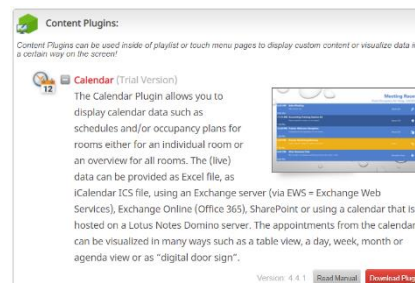 Content Plugins:
Content Plugins can be used inside of playlist or touch menu pages to display custom content or visualize data in
a certain way on the screen!
12
Calendar (Trial Version)
The Calendar Plugin allows you to
display calendar data such as
schedules and/or occupancy plans for
rooms either for an individual room or
an overview for all rooms. The (live)
data can be provided as Excel file, as
iCalendar ICS file, using an Exchange server (via EWS = Exchange Web
Services), Exchange Online (Office 365), SharePoint or using a calendar that is
hosted on a Lotus Notes Domino server. The appointments from the calendar
can be visualized in many ways such as a table view, a day, week, month or
agenda view or as "digital door sign".
Meeting Roo
Version: 4.4.1 Read Manual Download Plug